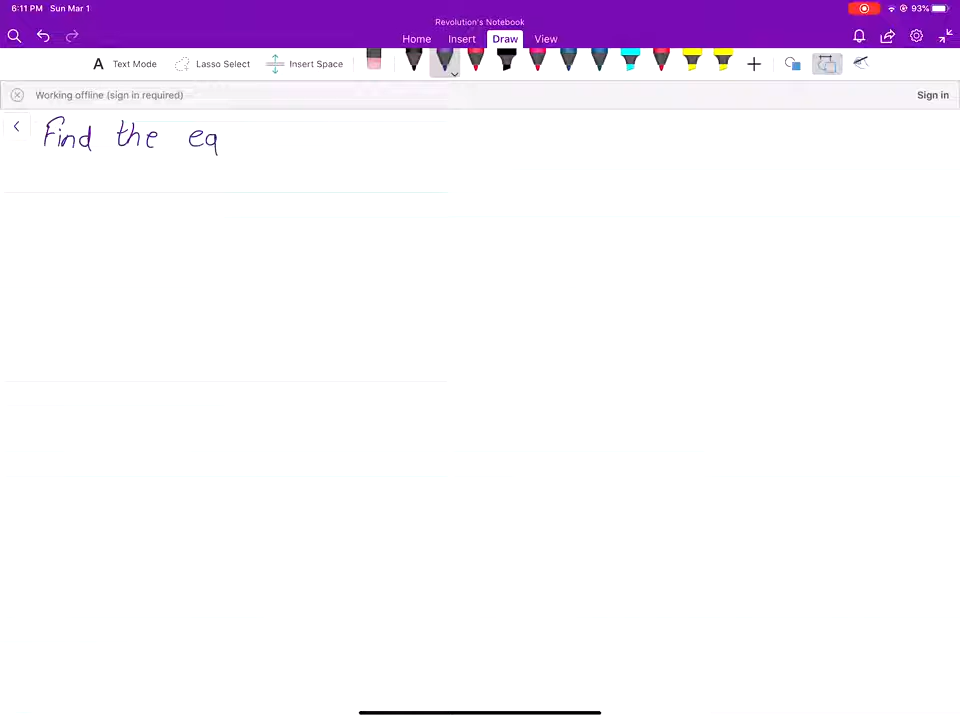 6:11 PM Sun Mar 1
93%
Revolution's Notebook
Home Insert Draw View
A Text Mode Lasso Select Insert Space
Working offline (sign in required) Sign in
Find the eq